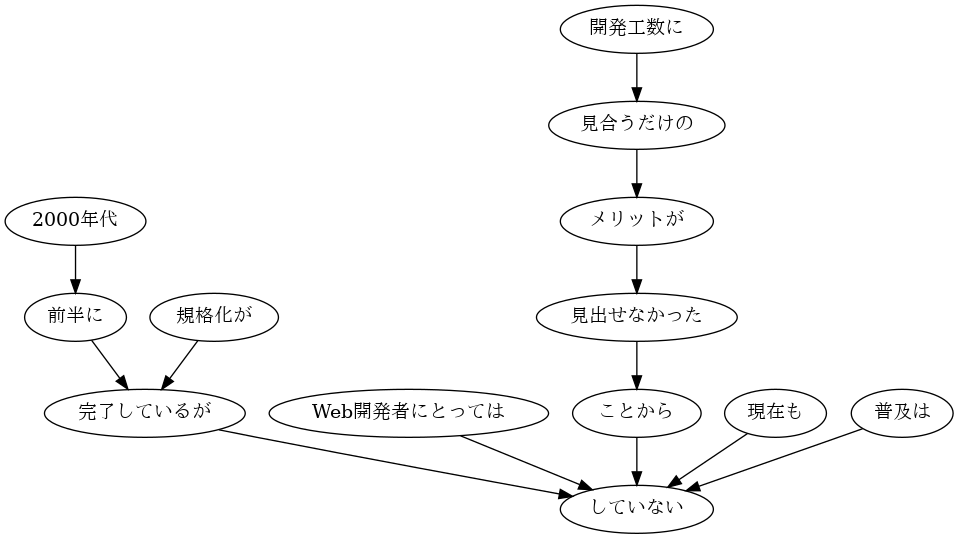 開発工数に
見合うだけの
2000年代
メリットが
前半に
規格化が
見出せなかった
完了しているが
Web開発者にとっては
ことから
現在も
普及は
していない